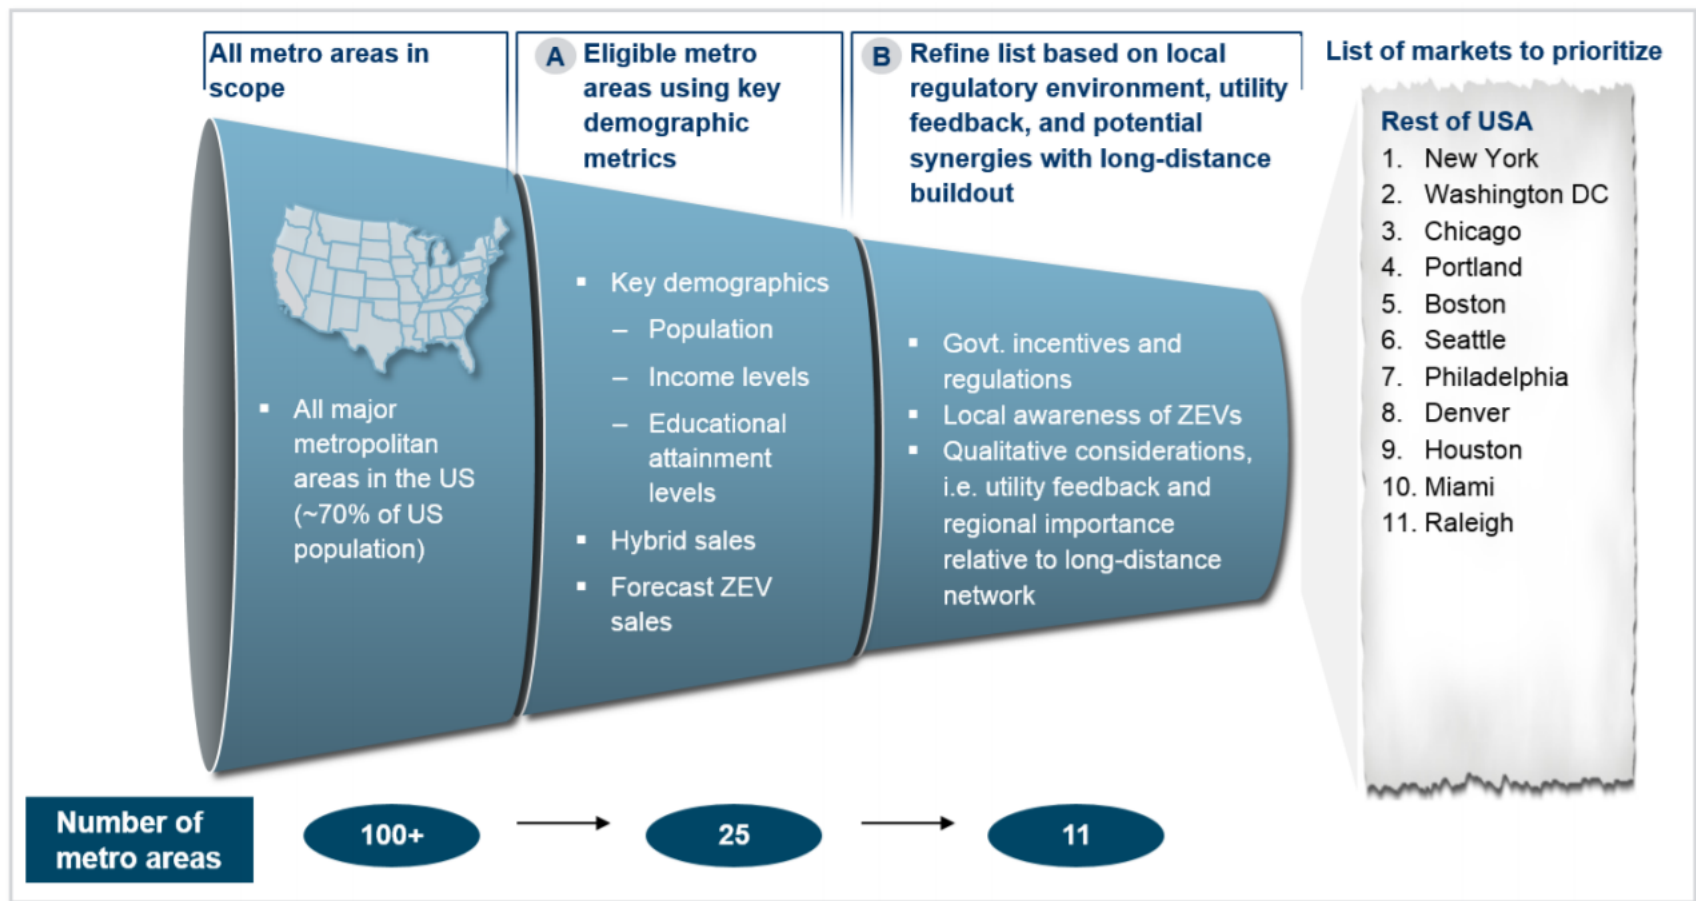 All metro areas in
scope
A Eligible metro
areas using key
demographic
metrics
B Refine list based on local
regulatory environment, utility
feedback, and potential
synergies with long-distance
buildout
List of markets to prioritize
▪ All major
metropolitan
areas in the US
(~70% of US
population)
▪ Key demographics
– Population
– Income levels
– Educational
attainment
levels
▪ Hybrid sales
▪ Forecast ZEV
sales
▪ Govt. incentives and
regulations
▪ Local awareness of ZEVs
▪ Qualitative considerations,
i.e. utility feedback and
regional importance
relative to long-distance
network
Rest of USA
1. New York
2. Washington DC
3. Chicago
4. Portland
5. Boston
6. Seattle
7. Philadelphia
8. Denver
9. Houston
10. Miami
11. Raleigh
Number of
metro areas
100+
25
11